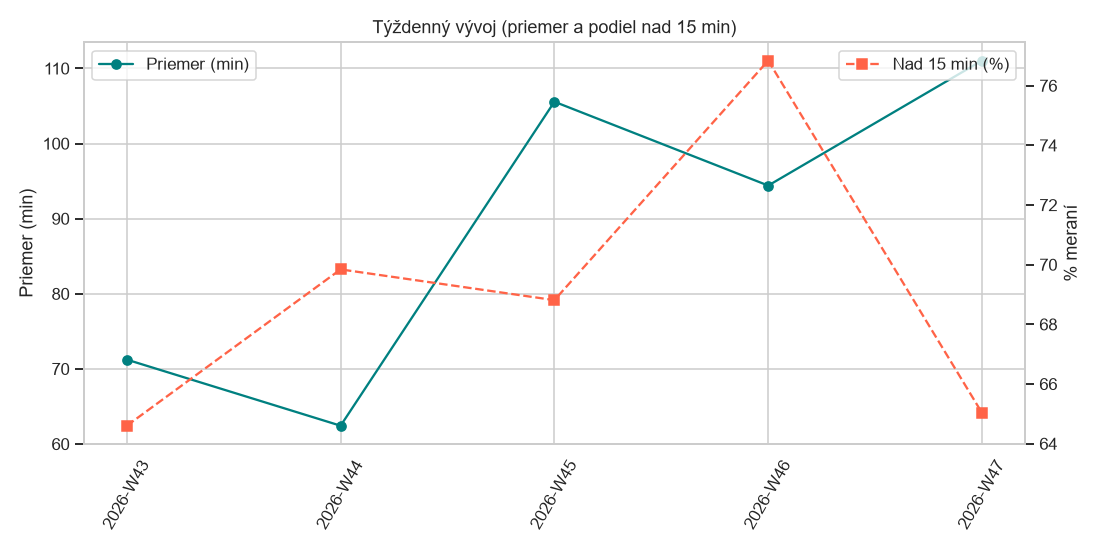 Týždenný vývoj (priemer a podiel nad 15 min)
Priemer (min)
Nad 15 min (%)
Priemer (min)
110
100
90
80
70
60
76
74
72
70
68
66
64
% meraní
2026-W43
2026-W44
2026-W45
2026-W46
2026-W47